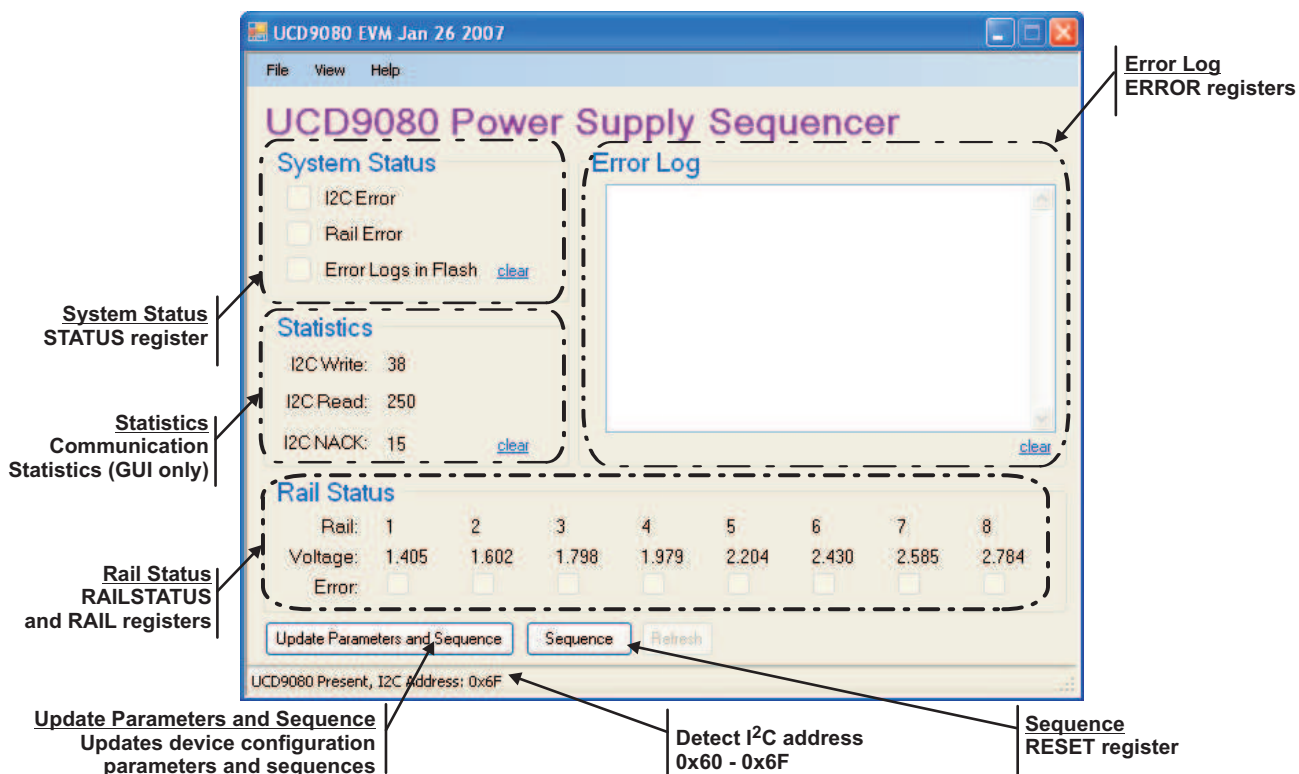 UCD9080 EVM Jan 26 2007
File View Help
UCD9080 Power Supply Sequencer
System Status
I2C Error
Rail Error
Error Logs in Flash clear
Error Log
clear
Statistics
I2C Write: 38
I2C Read: 250
I2C NACK: 15 clear
Rail Status
Rail: 1 2 3 4 5 6 7 8
Voltage: 1.405 1.602 1.798 1.979 2.204 2.430 2.585 2.784
Error:
Update Parameters and Sequence Sequence Refresh
UCD9080 Present, I2C Address: 0x6F
Error Log
ERROR registers
System Status
STATUS register
Statistics
Communication
Statistics (GUI only)
Rail Status
RAILSTATUS
and RAIL registers
Update Parameters and Sequence
Updates device configuration
parameters and sequences
Detect I²C address
0x60 - 0x6F
Sequence
RESET register